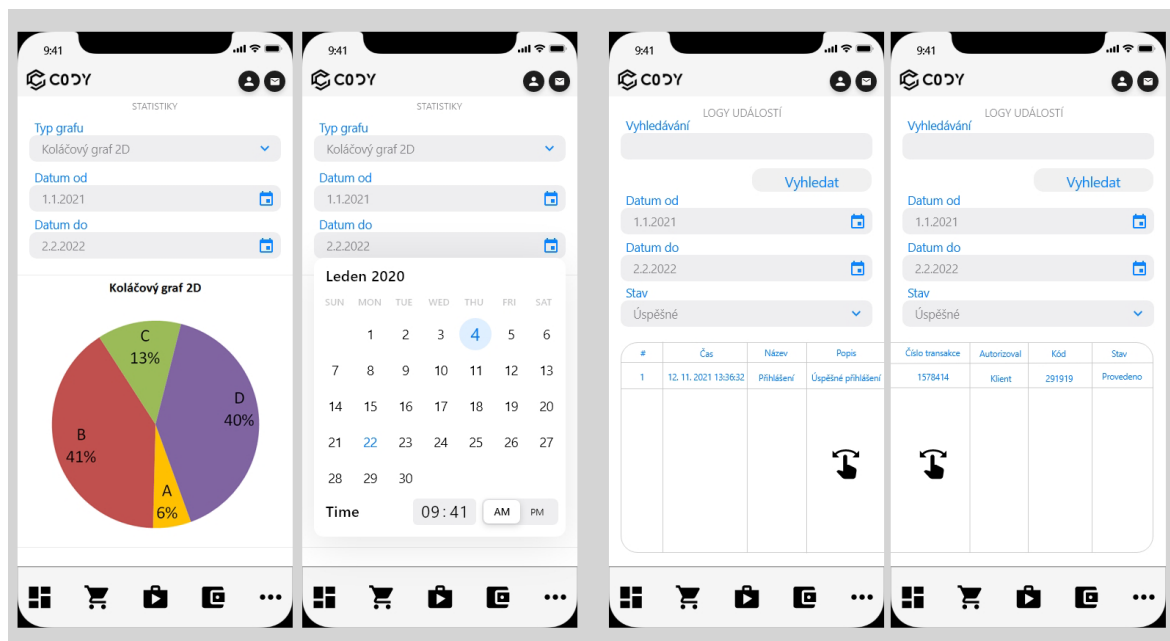 9:41
C0DY
STATISTIKY
Typ grafu
Koláčový graf 2D
Datum od
1.1.2021
Datum do
2.2.2022
Koláčový graf 2D
C
13%
D
40%
B
41%
A
6%
9:41
C0DY
STATISTIKY
Typ grafu
Koláčový graf 2D
Datum od
1.1.2021
Datum do
2.2.2022
Leden 2020
SUN MON TUE WED THU FRI SAT
1 2 3 4 5 6
7 8 9 10 11 12 13
14 15 16 17 18 19 20
21 22 23 24 25 26 27
28 29 30
Time 09:41 AM PM
9:41
C0DY
LOGY UDÁLOSTÍ
Vyhledávání
Vyhledat
Datum od
1.1.2021
Datum do
2.2.2022
Stav
Úspěšné
# Čas Název Popis
1 12. 11. 2021 13:36:32 Přihlášení Úspěšné přihlášení
9:41
C0DY
LOGY UDÁLOSTÍ
Vyhledávání
Vyhledat
Datum od
1.1.2021
Datum do
2.2.2022
Stav
Úspěšné
Číslo transakce Autorizoval Kód Stav
1578414 Klient 291919 Provedeno